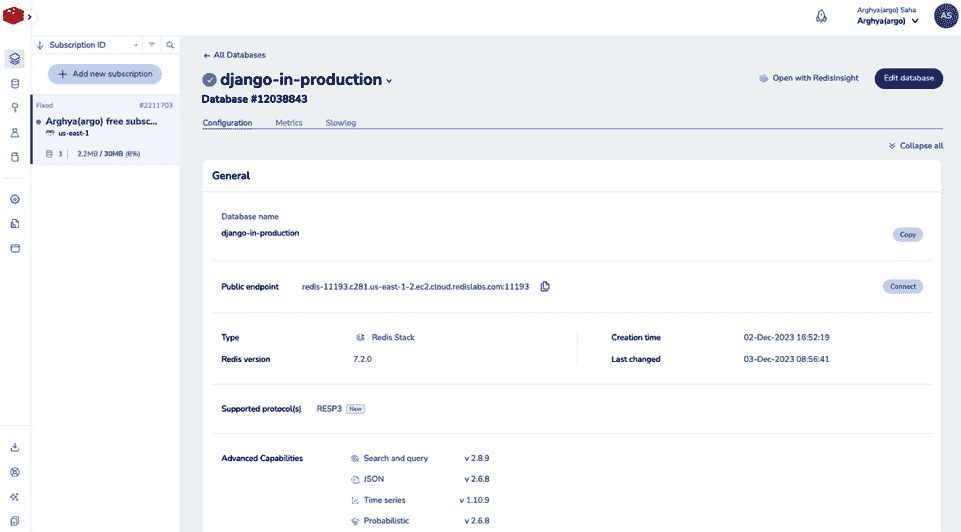 Arghya(argo) Saha
Arghya(argo)
AS
Subscription ID
Add new subscription
Fixed #2211703
Arghya(argo) free subsc...
us-east-1
1 2.2MB / 30MB (8%)
All Databases
django-in-production
Database #12038843
Open with RedisInsight
Edit database
Configuration Metrics Slowlog
Collapse all
General
Database name
django-in-production
Copy
Public endpoint redis-11193.c281.us-east-1-2.ec2.cloud.redislabs.com:11193 Connect
Type Redis Stack Creation time 02-Dec-2023 16:52:19
Redis version 7.2.0 Last changed 03-Dec-2023 08:56:41
Supported protocol(s) RESP3 New
Advanced Capabilities Search and query v 2.8.9
JSON v 2.6.8
Time series v 1.10.9
Probabilistic v 2.6.8